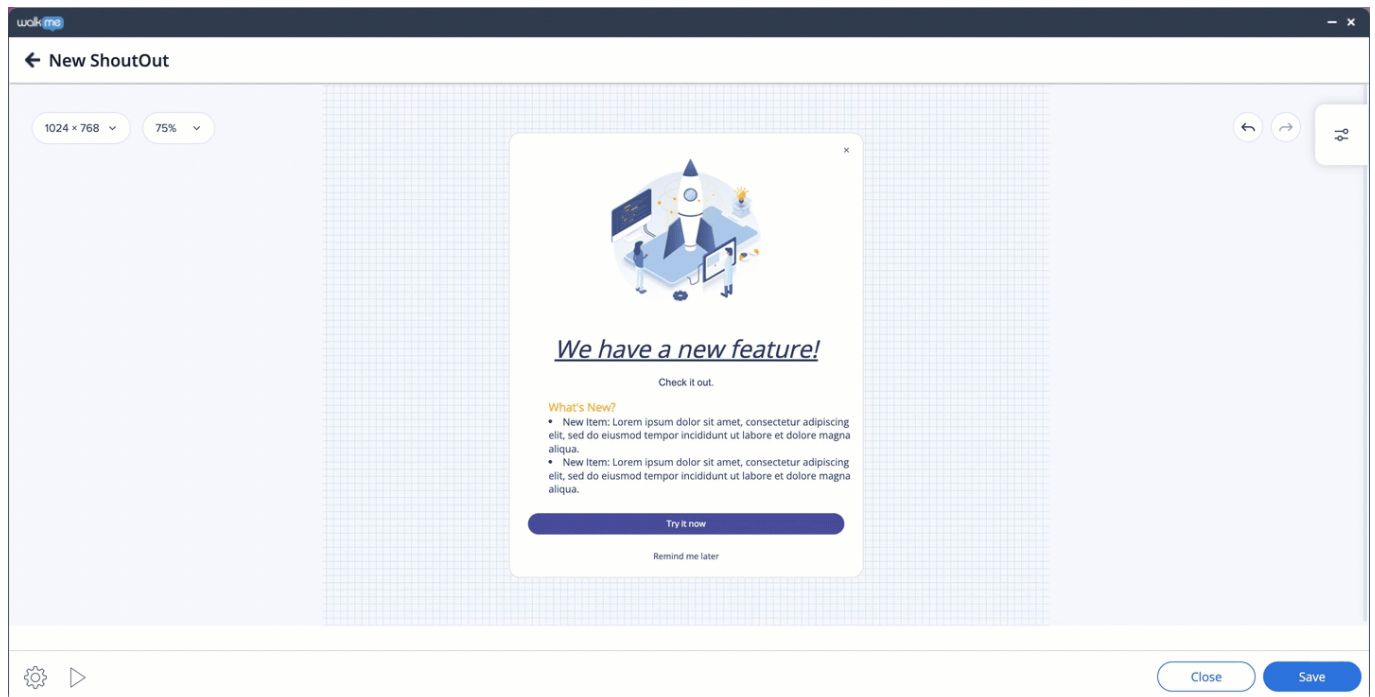 walkme
New ShoutOut
1024 × 768
75%
We have a new feature!
Check it out.
What's New?
• New Item: Lorem ipsum dolor sit amet, consectetur adipiscing
elit, sed do eiusmod tempor incididunt ut labore et dolore magna
aliqua.
• New Item: Lorem ipsum dolor sit amet, consectetur adipiscing
elit, sed do eiusmod tempor incididunt ut labore et dolore magna
aliqua.
Try it now
Remind me later
Close
Save